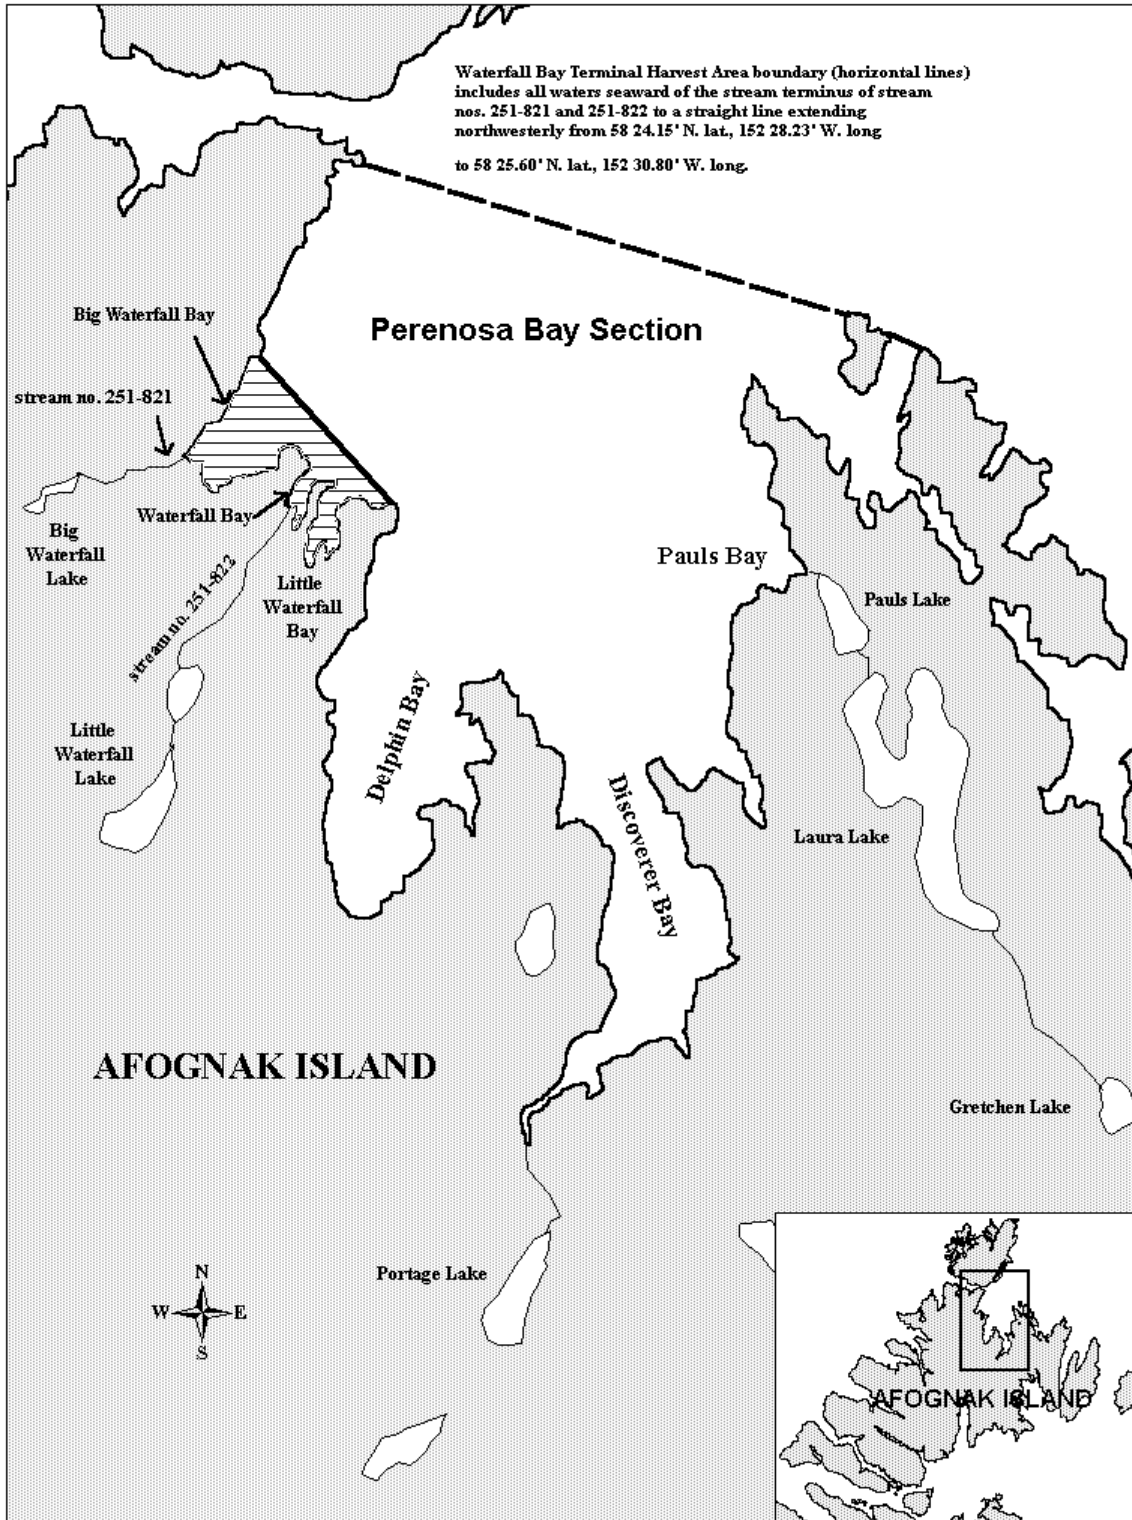 Waterfall Bay Terminal Harvest Area boundary (horizontal lines)
includes all waters seaward of the stream terminus of stream
nos. 251-821 and 251-822 to a straight line extending
northwesterly from 58 24.15' N. lat., 152 28.23' W. long
to 58 25.60' N. lat., 152 30.80' W. long.
Big Waterfall Bay
Perenosa Bay Section
stream no. 251-821
Waterfall Bay
Big
Waterfall
Lake
stream no. 251-822
Little
Waterfall
Bay
Pauls Bay
Pauls Lake
Little
Waterfall
Lake
Delphin Bay
Discoverer Bay
Laura Lake
AFOGNAK ISLAND
Gretchen Lake
Portage Lake
N
W
E
S
AFOGNAK ISLAND